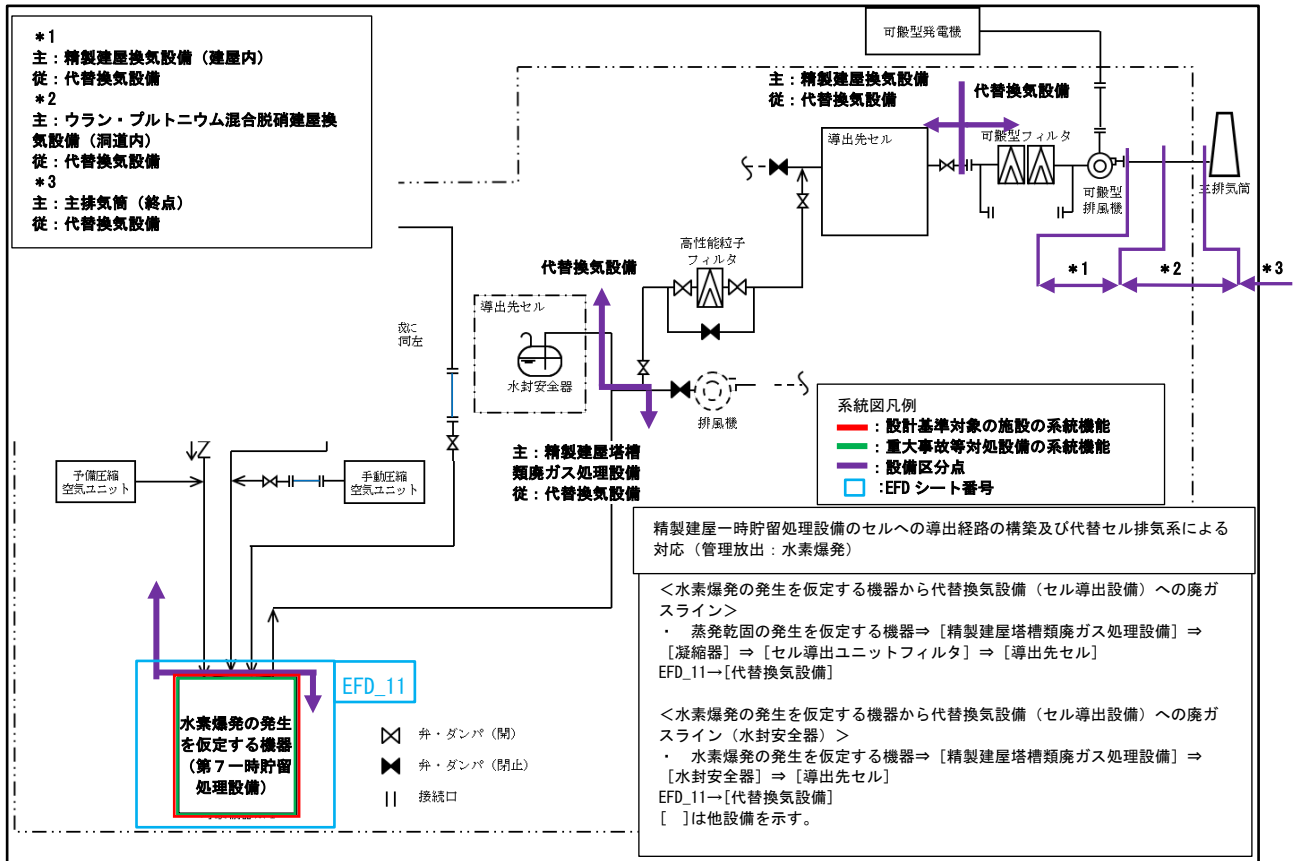 *1
主：精製建屋換気設備（建屋内）
従：代替換気設備
*2
主：ウラン・プルトニウム混合脱硝建屋換
気設備（洞道内）
従：代替換気設備
*3
主：主排気筒（終点）
従：代替換気設備
可搬型発電機
主：精製建屋換気設備
従：代替換気設備
代替換気設備
導出先セル
可搬型フィルタ
可搬型
排風機
主排気筒
*1
*2
*3
高性能粒子
フィルタ
代替換気設備
導出先セル
水封安全器
同左
排風機
主：精製建屋塔槽
類廃ガス処理設備
従：代替換気設備
予備圧縮
空気ユニット
手動圧縮
空気ユニット
系統図凡例
：設計基準対象の施設の系統機能
：重大事故等対処設備の系統機能
：設備区分点
：EFDシート番号
EFD_11
水素爆発の発生
を仮定する機器
（第７一時貯留
処理設備）
弁・ダンパ（開）
弁・ダンパ（閉止）
接続口
精製建屋一時貯留処理設備のセルへの導出経路の構築及び代替セル排気系による
対応（管理放出：水素爆発）
＜水素爆発の発生を仮定する機器から代替換気設備（セル導出設備）への廃ガ
スライン＞
・ 蒸発乾固の発生を仮定する機器⇒［精製建屋塔槽類廃ガス処理設備］⇒
［凝縮器］⇒［セル導出ユニットフィルタ］⇒［導出先セル］
EFD_11→[代替換気設備]
＜水素爆発の発生を仮定する機器から代替換気設備（セル導出設備）への廃ガ
スライン（水封安全器）＞
・ 水素爆発の発生を仮定する機器⇒［精製建屋塔槽類廃ガス処理設備］⇒
［水封安全器］⇒［導出先セル］
EFD_11→[代替換気設備]
［ ］は他設備を示す。